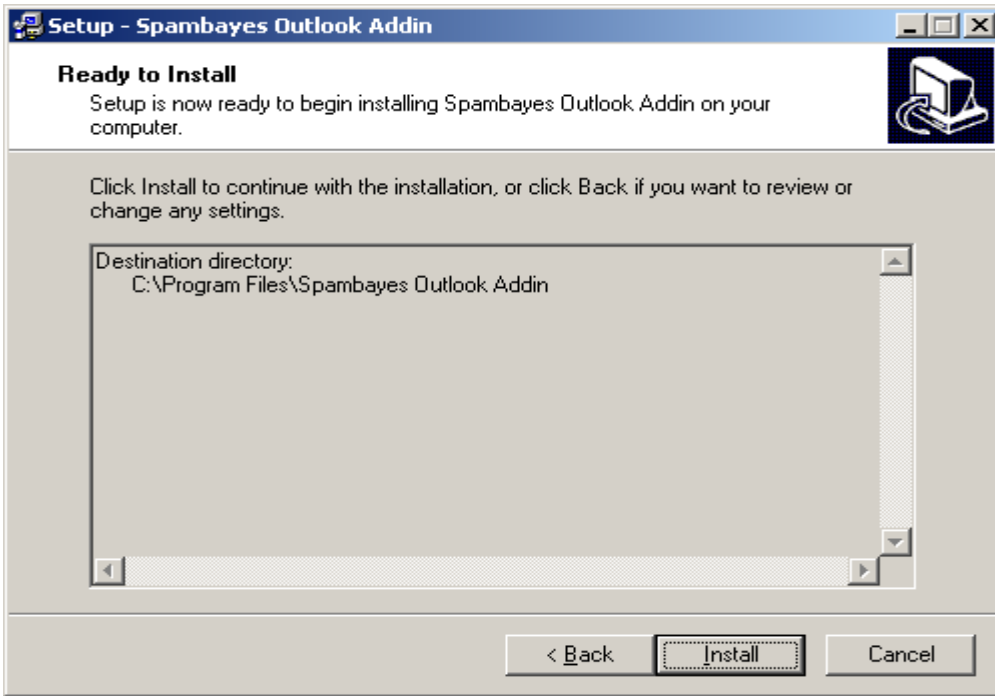 Setup - Spambayes Outlook Addin
Ready to Install
Setup is now ready to begin installing Spambayes Outlook Addin on your
computer.
Click Install to continue with the installation, or click Back if you want to review or
change any settings.
Destination directory:
C:\Program Files\Spambayes Outlook Addin
< Back
Install
Cancel